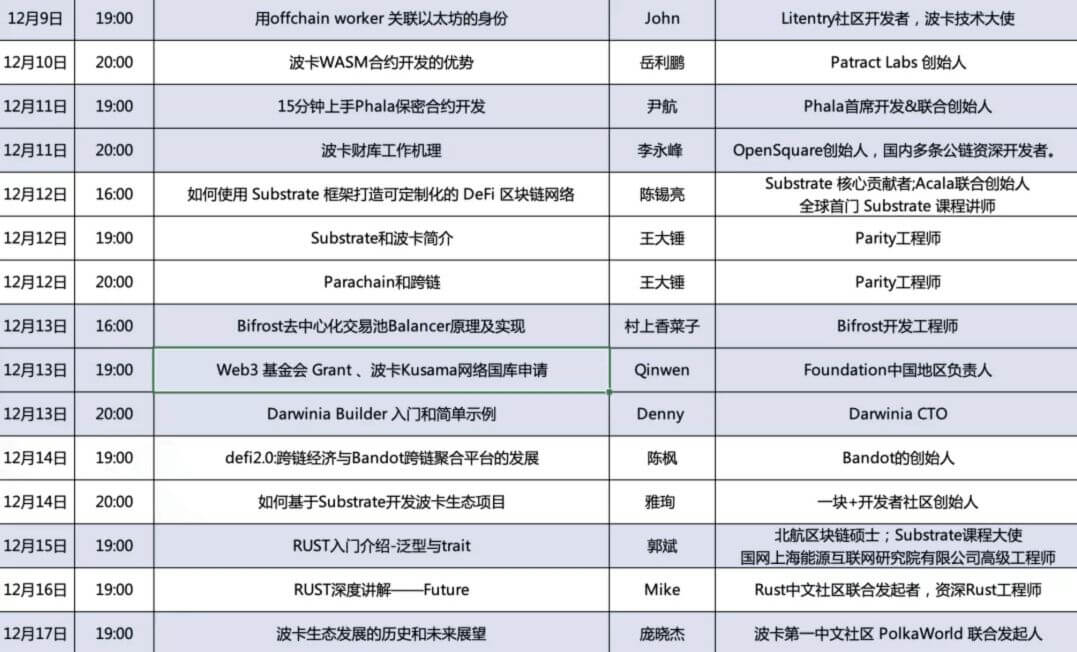 12月9日 19:00 用offchain worker 关联以太坊的身份 John Litentry社区开发者，波卡技术大使
12月10日 20:00 波卡WASM合约开发的优势 岳利鹏 Patract Labs 创始人
12月11日 19:00 15分钟上手Phala保密合约开发 尹航 Phala首席开发&联合创始人
12月11日 20:00 波卡财库工作机理 李永峰 OpenSquare创始人，国内多条公链资深开发者。
12月12日 16:00 如何使用 Substrate 框架打造可定制化的 DeFi 区块链网络 陈锡亮 Substrate 核心贡献者;Acala联合创始人
全球首门 Substrate 课程讲师
12月12日 19:00 Substrate和波卡简介 王大锤 Parity工程师
12月12日 20:00 Parachain和跨链 王大锤 Parity工程师
12月13日 16:00 Bifrost去中心化交易池Balancer原理及实现 村上香菜子 Bifrost开发工程师
12月13日 19:00 Web3 基金会 Grant 、波卡Kusama网络国库申请 Qinwen Foundation中国地区负责人
12月13日 20:00 Darwinia Builder 入门和简单示例 Denny Darwinia CTO
12月14日 19:00 defi2.0:跨链经济与Bandot跨链聚合平台的发展 陈枫 Bandot的创始人
12月14日 20:00 如何基于Substrate开发波卡生态项目 雅珣 一块+开发者社区创始人
12月15日 19:00 RUST入门介绍-泛型与trait 郭斌 北航区块链硕士；Substrate课程大使
国网上海能源互联网研究院有限公司高级工程师
12月16日 19:00 RUST深度讲解——Future Mike Rust中文社区联合发起者，资深Rust工程师
12月17日 19:00 波卡生态发展的历史和未来展望 庞晓杰 波卡第一中文社区 PolkaWorld 联合发起人